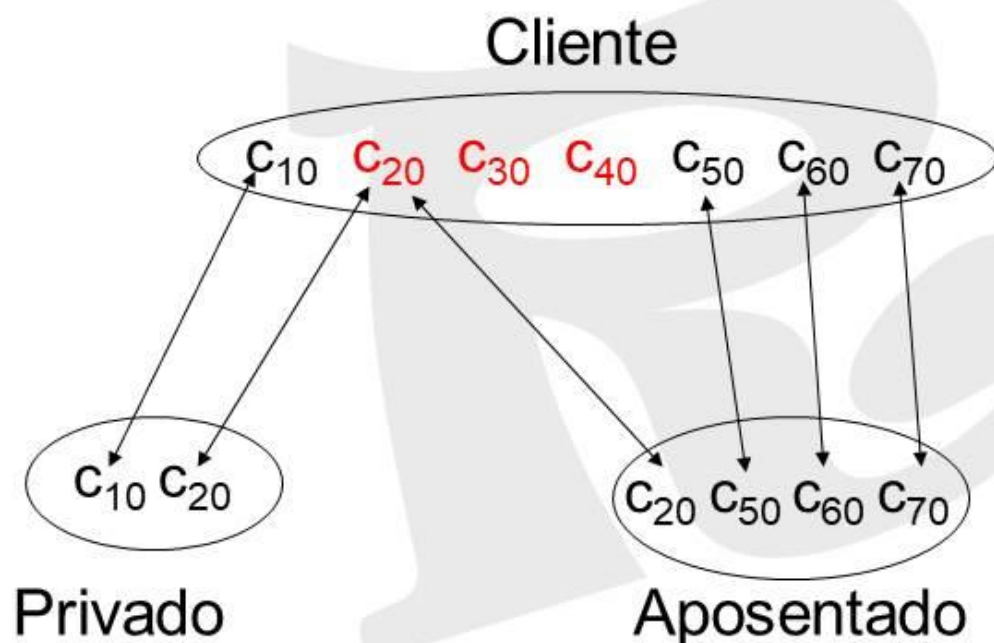 Cliente
C₁₀ C₂₀ C₃₀ C₄₀ C₅₀ C₆₀ C₇₀
C₁₀ C₂₀ C₂₀ C₅₀ C₆₀ C₇₀
Privado Aposentado